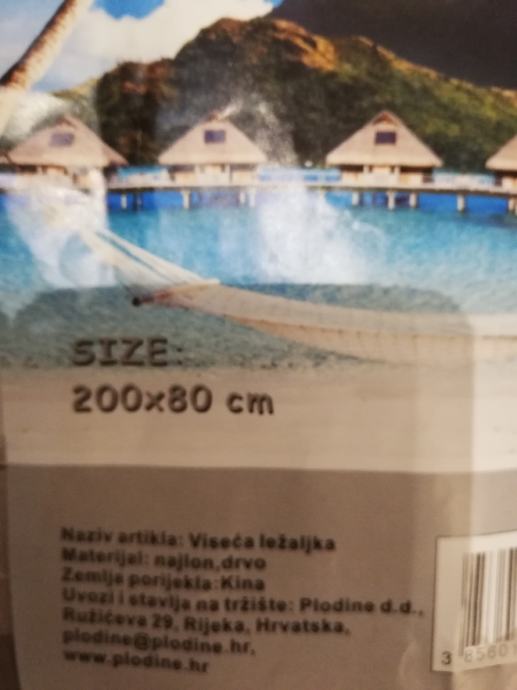 SIZE:
200x80 cm
Naziv artikla: Viseća ležaljka
Materijal: najlon,drvo
Zemlja porijekla:Kina
Uvozi i stavlja na tržište: Plodine d.d.,
Ružićeva 29, Rijeka, Hrvatska,
plodine@plodine.hr,
www.plodine.hr